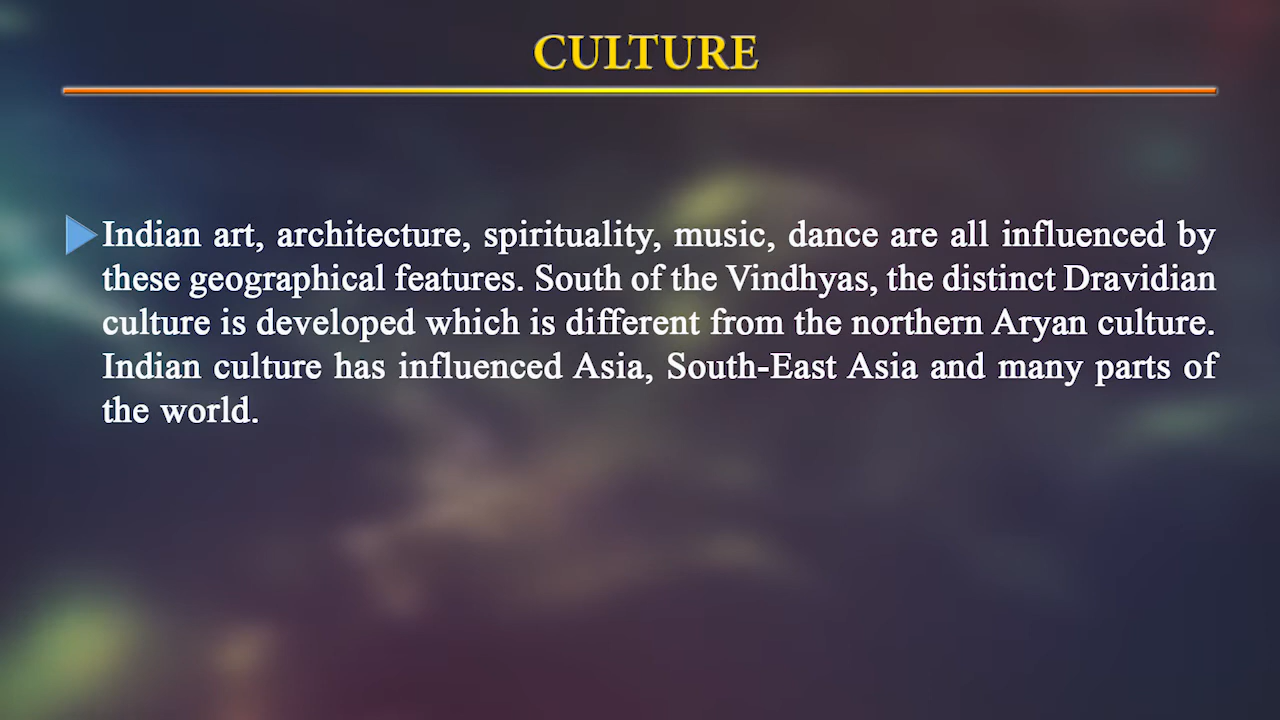 CULTURE
Indian art, architecture, spirituality, music, dance are all influenced by
these geographical features. South of the Vindhyas, the distinct Dravidian
culture is developed which is different from the northern Aryan culture.
Indian culture has influenced Asia, South-East Asia and many parts of
the world.